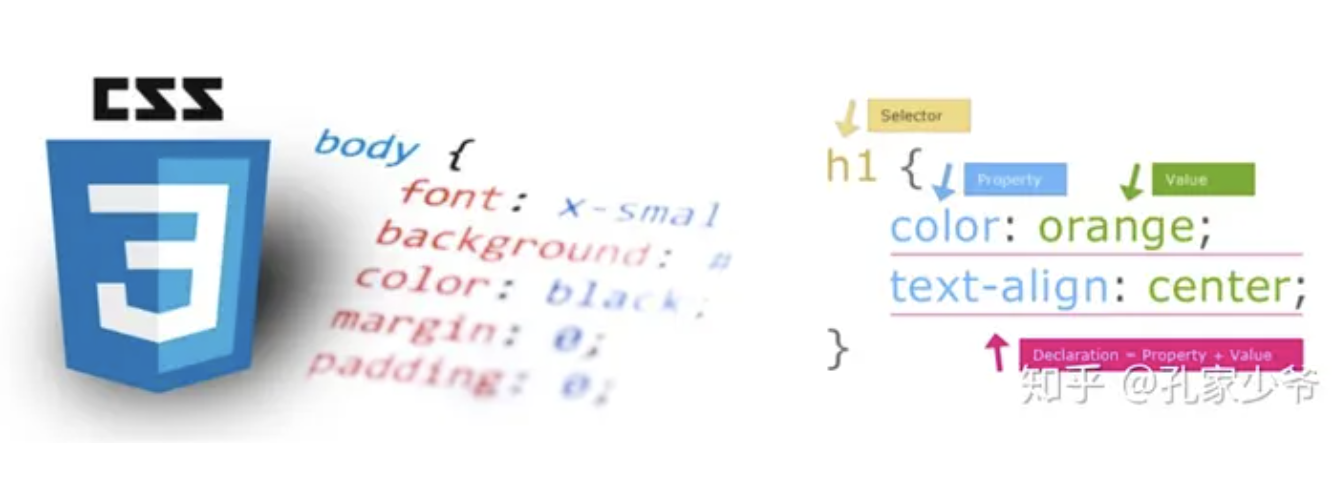 CSS
3
body {
font: x-smal
background: #
color: black;
margin: 0;
padding: 0;
Selector
h1 {
Property
Value
color: orange;
text-align: center;
}
Declaration = Property + Value
知乎 @孔家少爷